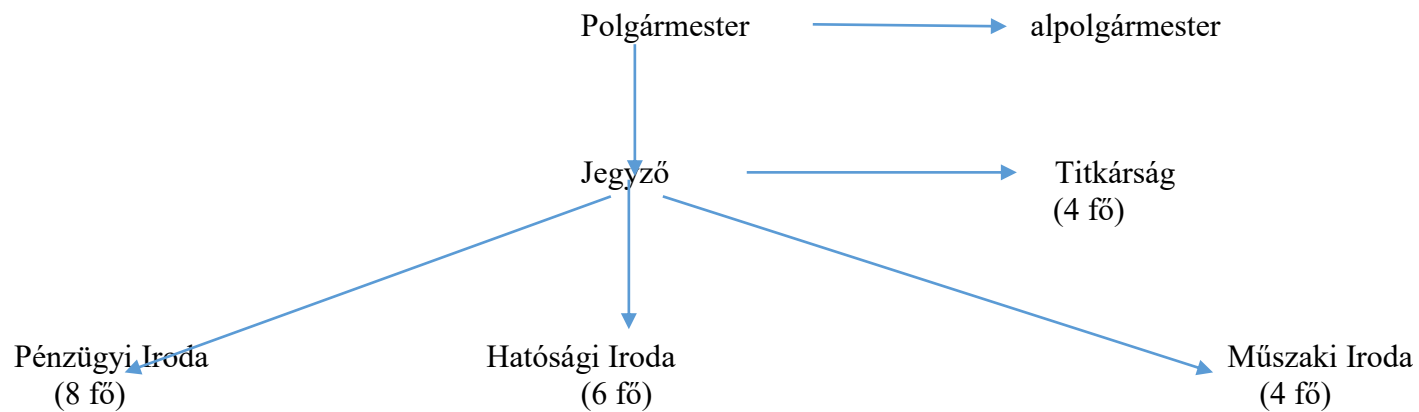 Polgármester alpolgármester
Jegyző Titkárság
(4 fő)
Pénzügyi Iroda Hatósági Iroda Műszaki Iroda
(8 fő) (6 fő) (4 fő)